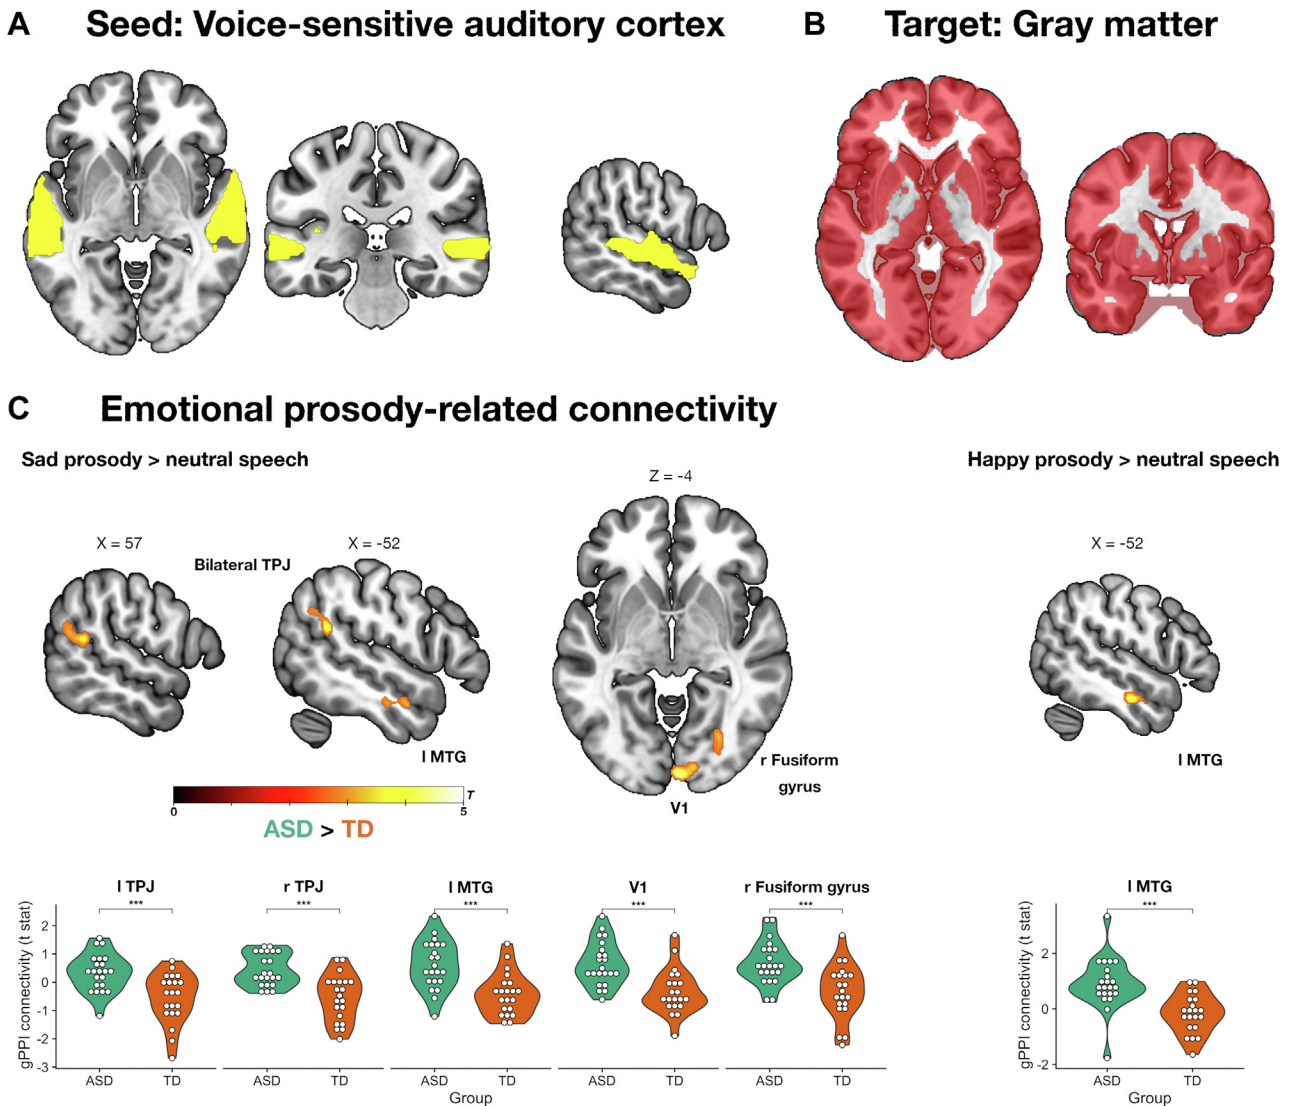 A Seed: Voice-sensitive auditory cortex
B Target: Gray matter
C Emotional prosody-related connectivity
Sad prosody > neutral speech
Happy prosody > neutral speech
Z = -4
X = 57
X = -52
X = -52
Bilateral TPJ
l MTG
r Fusiform
gyrus
V1
l MTG
T
0
5
ASD > TD
l TPJ
r TPJ
l MTG
V1
r Fusiform gyrus
l MTG
***
***
***
***
***
***
gPPI connectivity (t stat)
2
1
0
-1
-2
-3
gPPI connectivity (t stat)
2
0
-2
ASD TD
ASD TD
ASD TD
ASD TD
ASD TD
ASD TD
Group
Group